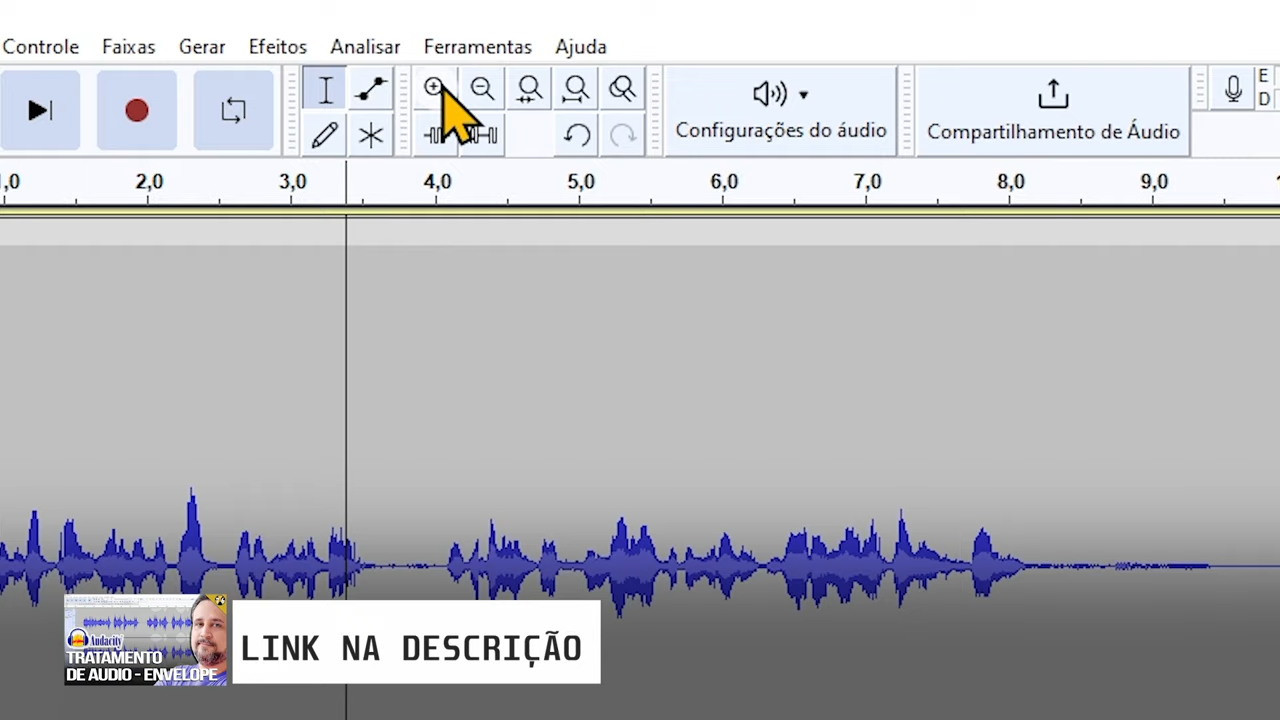 Controle Faixas Gerar Efeitos Analisar Ferramentas Ajuda
E
D
Configurações do áudio
Compartilhamento de Áudio
1,0 2,0 3,0 4,0 5,0 6,0 7,0 8,0 9,0
Audacity
TRATAMENTO
DE AUDIO - ENVELOPE
LINK NA DESCRIÇÃO